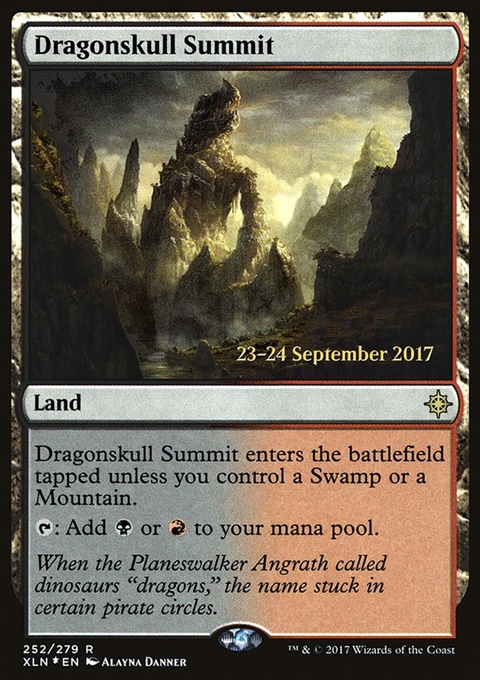 Dragonskull Summit
23–24 September 2017
Land
Dragonskull Summit enters the battlefield
tapped unless you control a Swamp or a
Mountain.
: Add or to your mana pool.
When the Planeswalker Angrath called
dinosaurs “dragons,” the name stuck in
certain pirate circles.
252/279 R
XLN★EN Alayna Danner
™ & © 2017 Wizards of the Coast